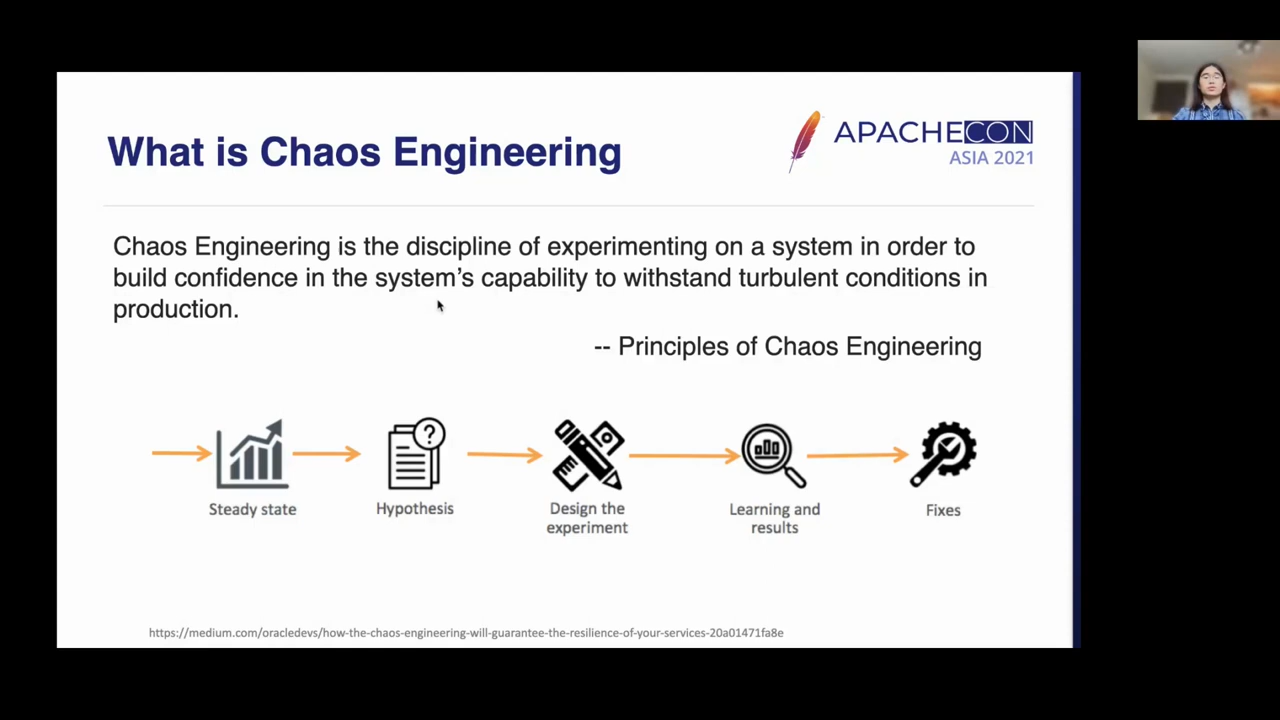 What is Chaos Engineering
APACHECON
ASIA 2021
Chaos Engineering is the discipline of experimenting on a system in order to
build confidence in the system’s capability to withstand turbulent conditions in
production.
-- Principles of Chaos Engineering
?
Steady state
Hypothesis
Design the
experiment
Learning and
results
Fixes
https://medium.com/oracledevs/how-the-chaos-engineering-will-guarantee-the-resilience-of-your-services-20a01471fa8e